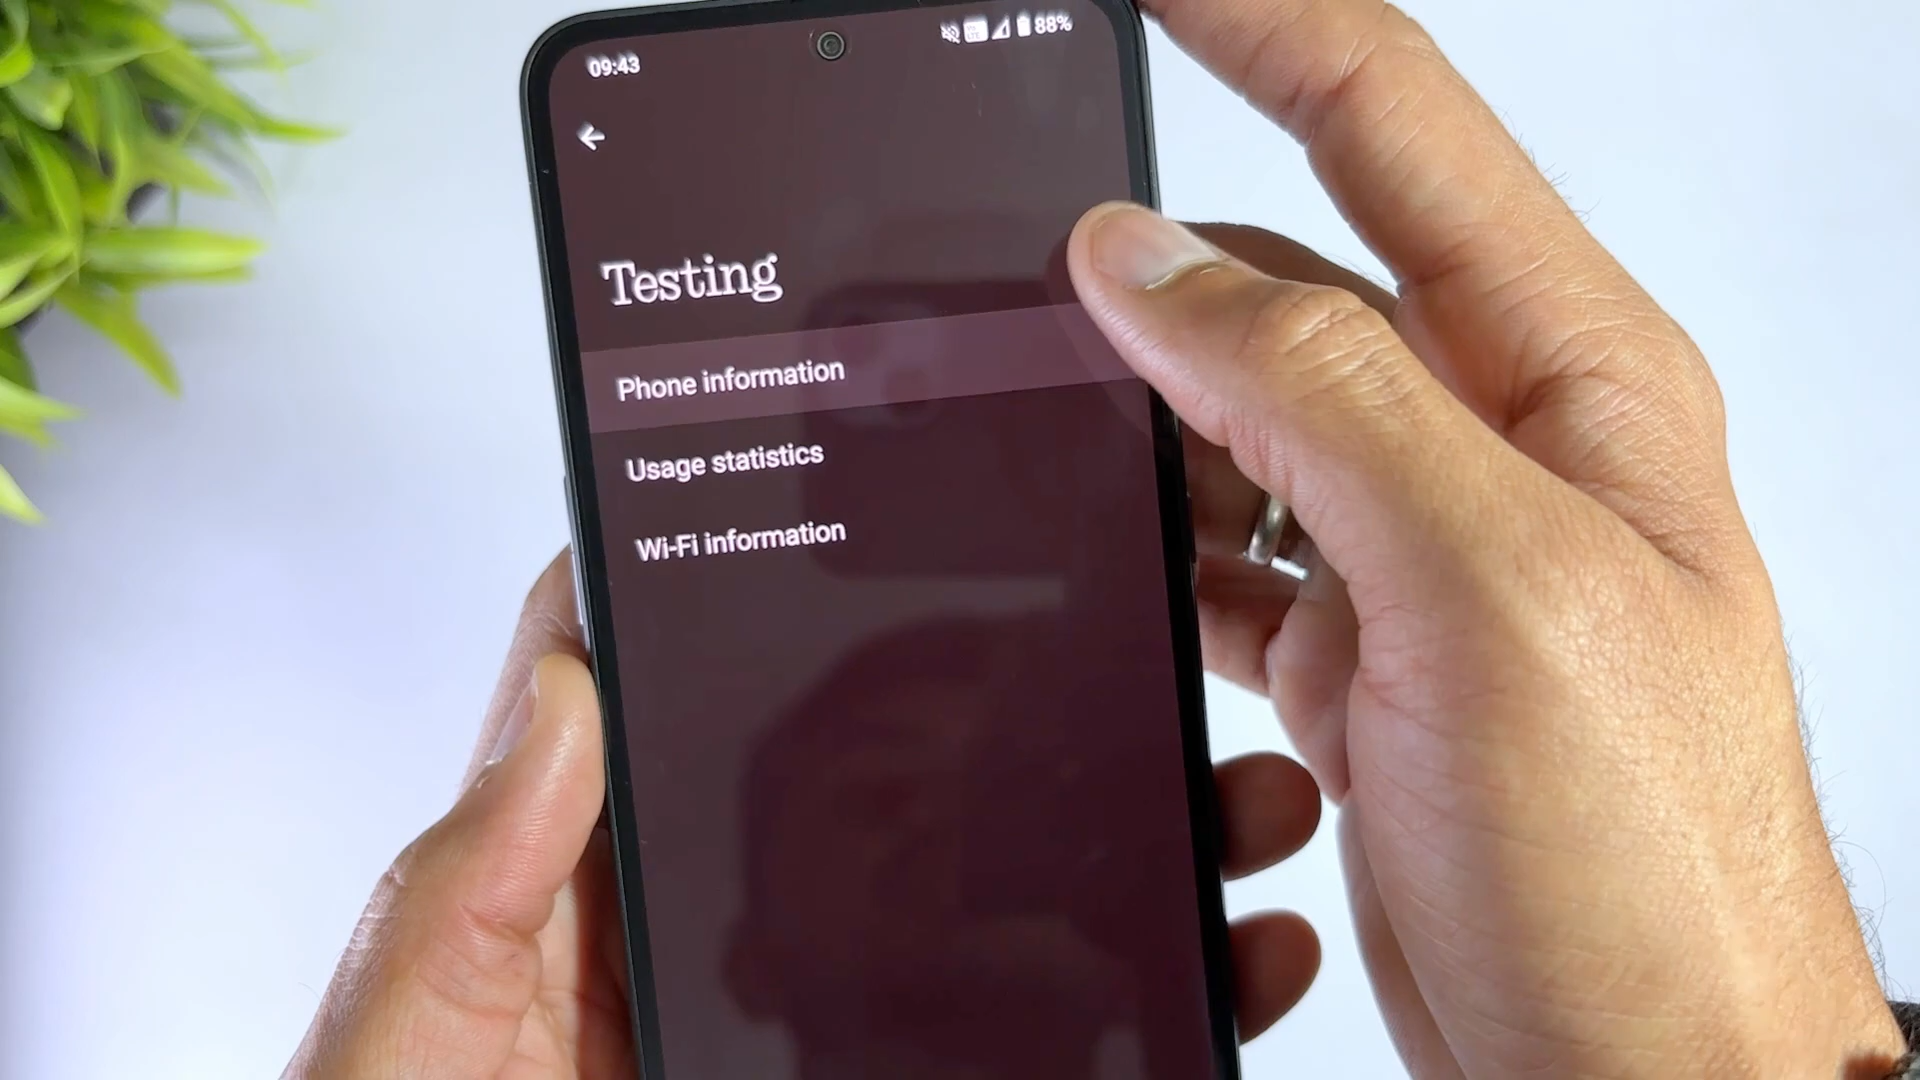 09:43
88%
Testing
Phone information
Usage statistics
Wi-Fi information